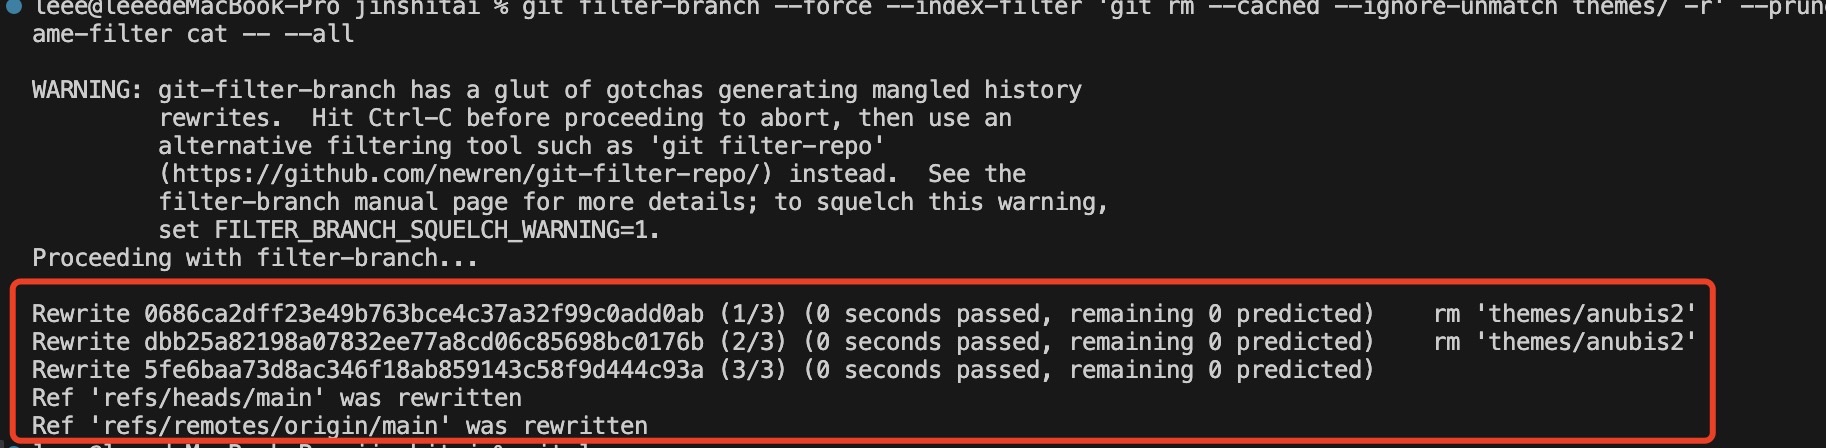 leee@leeedeMacBook-Pro jinshitai % git filter-branch --force --index-filter 'git rm --cached --ignore-unmatch themes/ -r' --prun
ame-filter cat -- --all
WARNING: git-filter-branch has a glut of gotchas generating mangled history
rewrites.  Hit Ctrl-C before proceeding to abort, then use an
alternative filtering tool such as 'git filter-repo'
(https://github.com/newren/git-filter-repo/) instead.  See the
filter-branch manual page for more details; to squelch this warning,
set FILTER_BRANCH_SQUELCH_WARNING=1.
Proceeding with filter-branch...
Rewrite 0686ca2dff23e49b763bce4c37a32f99c0add0ab (1/3) (0 seconds passed, remaining 0 predicted)    rm 'themes/anubis2'
Rewrite dbb25a82198a07832ee77a8cd06c85698bc0176b (2/3) (0 seconds passed, remaining 0 predicted)    rm 'themes/anubis2'
Rewrite 5fe6baa73d8ac346f18ab859143c58f9d444c93a (3/3) (0 seconds passed, remaining 0 predicted)
Ref 'refs/heads/main' was rewritten
Ref 'refs/remotes/origin/main' was rewritten